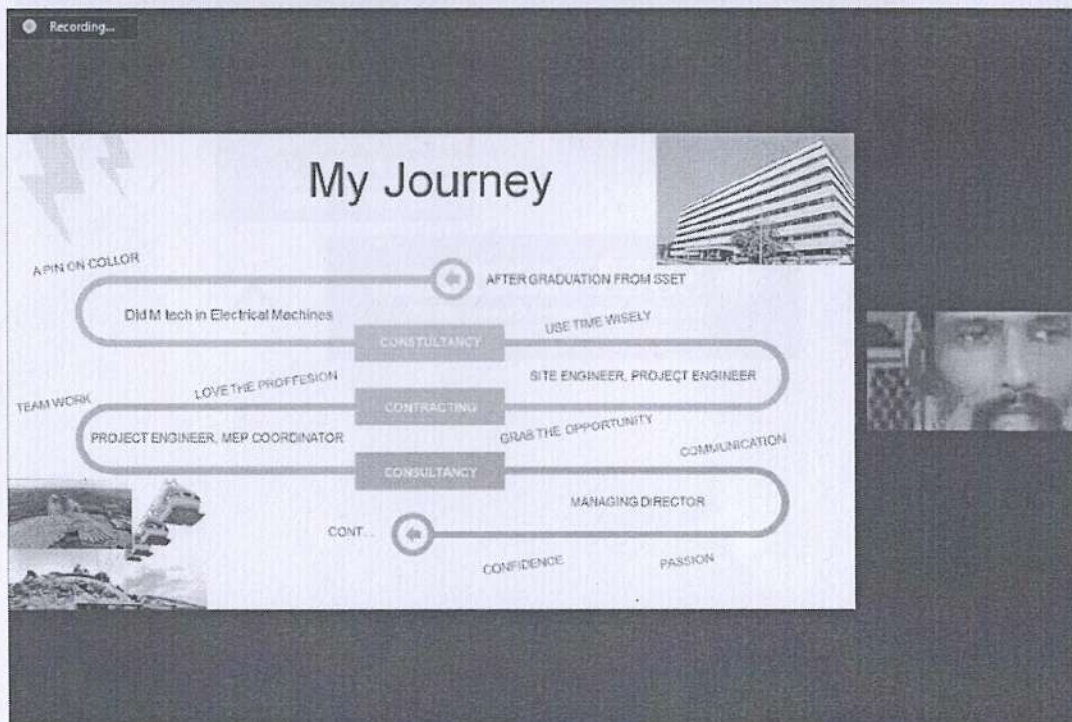 Recording...
My Journey
A PIN ON COLLOR
AFTER GRADUATION FROM SSET
Did M tech in Electrical Machines
CONSTULTANCY
USE TIME WISELY
SITE ENGINEER, PROJECT ENGINEER
LOVE THE PROFFESION
TEAM WORK
CONTRACTING
GRAB THE OPPORTUNITY
PROJECT ENGINEER, MEP COORDINATOR
COMMUNICATION
CONSULTANCY
MANAGING DIRECTOR
CONT...
CONFIDENCE
PASSION